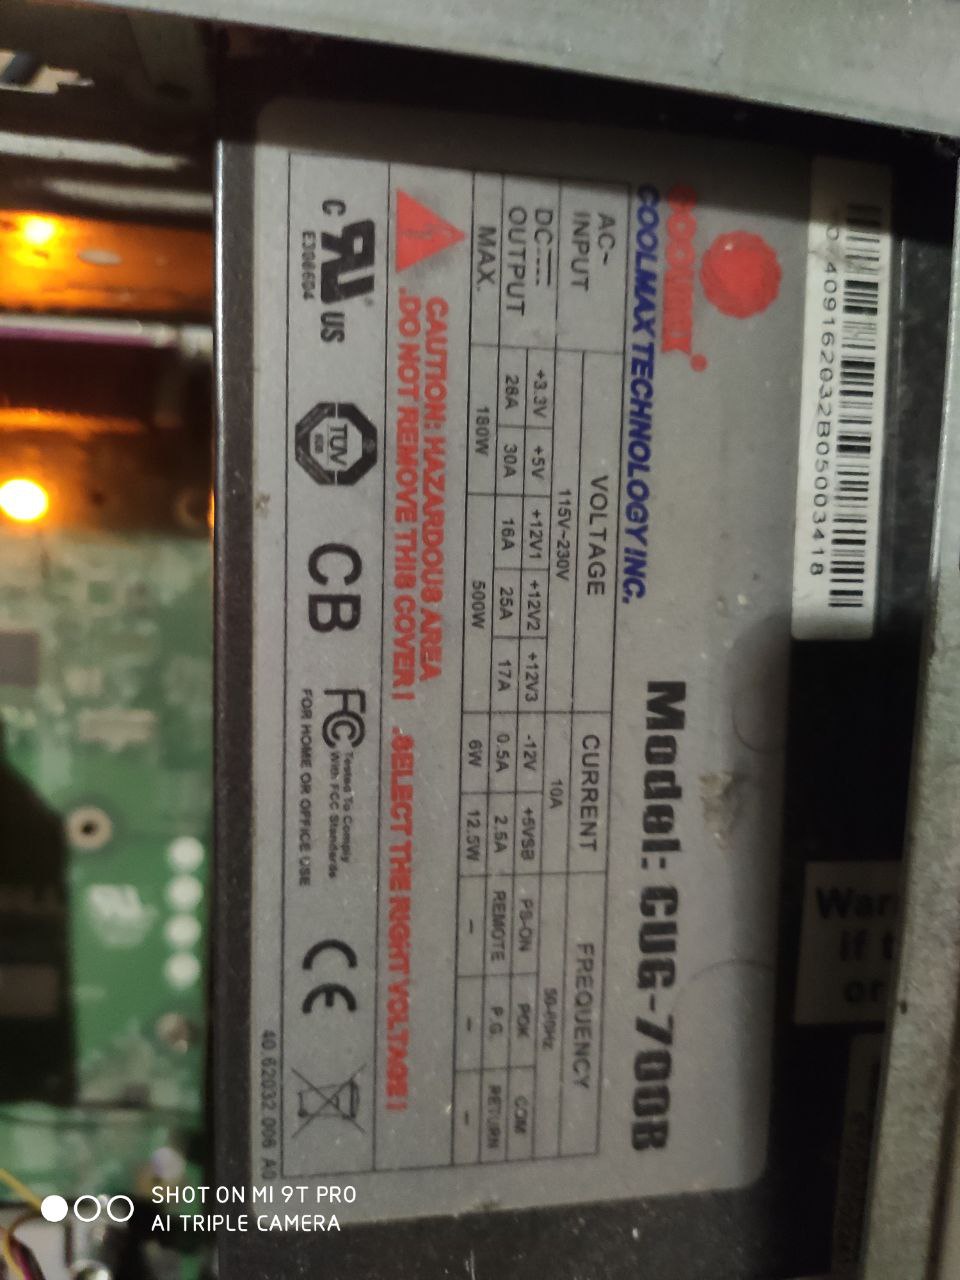 40916203​2B05003418
COOLMAX TECHNOLOGY INC.
Model: CUG-700B
AC~ INPUT VOLTAGE CURRENT FREQUENCY
115V~230V 10A 50-60Hz
DC OUTPUT +3.3V +5V +12V1 +12V2 +12V3 -12V +5VSB PS-ON POK COM
28A 30A 16A 25A 17A 0.5A 2.5A REMOTE P.G. RETURN
MAX. 180W 500W 6W 12.5W - - -
CAUTION: HAZARDOUS AREA
.DO NOT REMOVE THIS COVER! .SELECT THE RIGHT VOLTAGE!
C US
TUV
CB
FC Tested To Comply
With FCC Standards
FOR HOME OR OFFICE USE
CE
40.62032.006 A0
SHOT ON MI 9T PRO
AI TRIPLE CAMERA